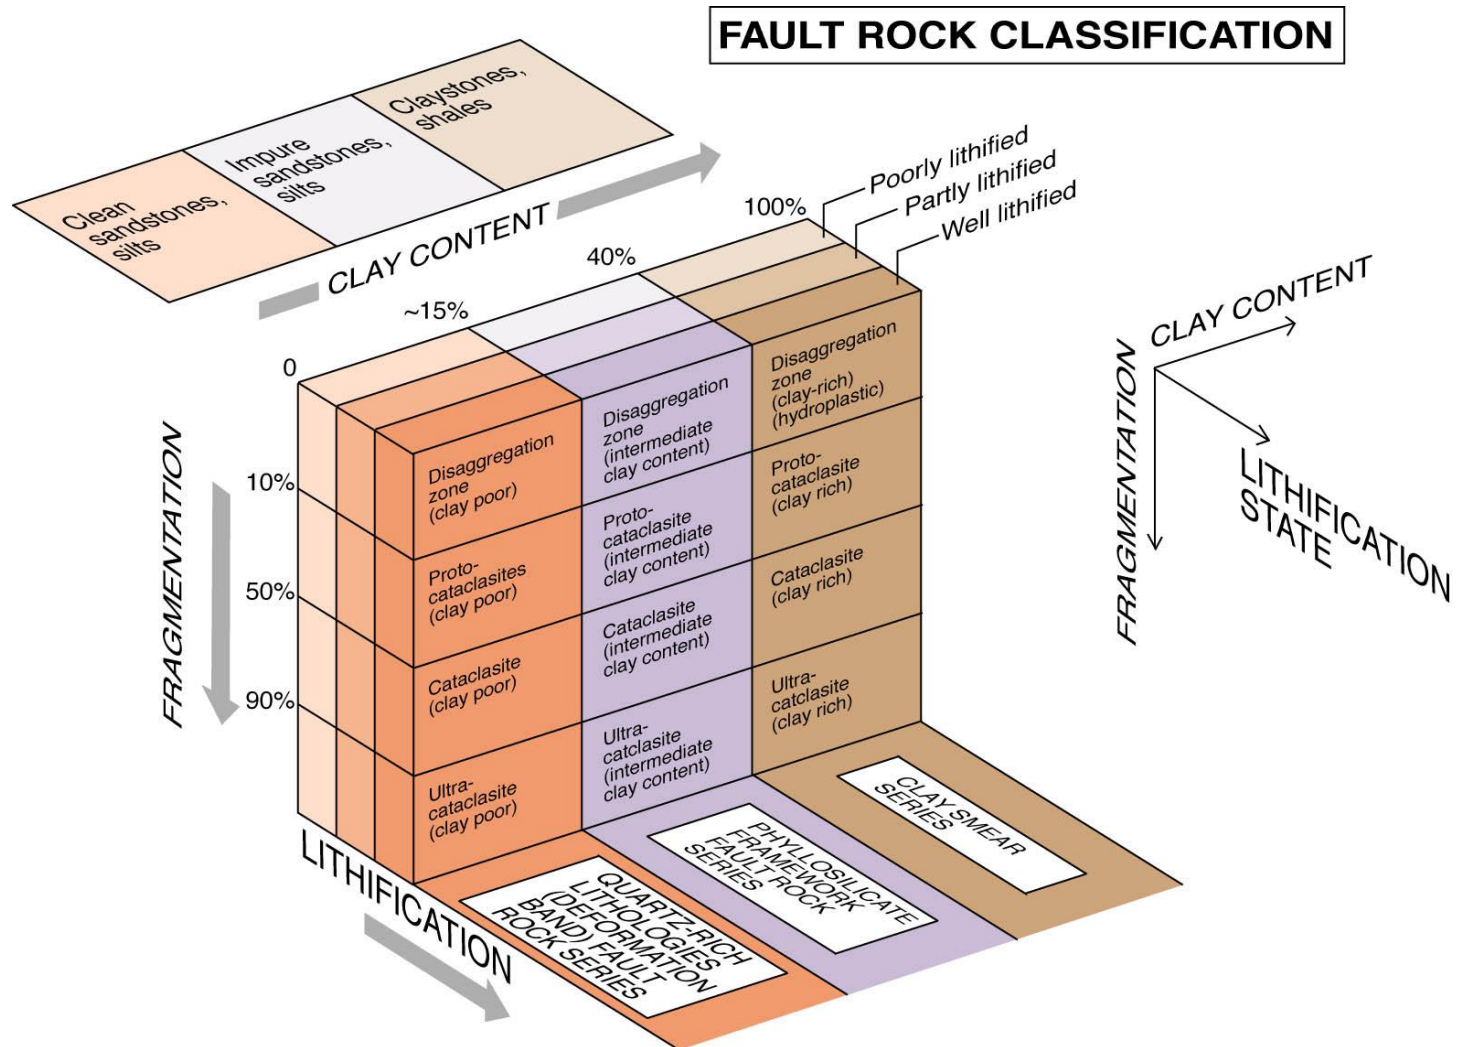 FAULT ROCK CLASSIFICATION
Clean
sandstones,
silts
Impure
sandstones,
silts
Claystones,
shales
CLAY CONTENT
0
~15%
40%
100%
Poorly lithified
Partly lithified
Well lithified
FRAGMENTATION
10%
50%
90%
Disaggregation
zone
(clay poor)
Proto-
cataclasites
(clay poor)
Cataclasite
(clay poor)
Ultra-
cataclasite
(clay poor)
Disaggregation
zone
(intermediate
clay content)
Proto-
cataclasite
(intermediate
clay content)
Cataclasite
(intermediate
clay content)
Ultra-
catclasite
(intermediate
clay content)
Disaggregation
zone
(clay-rich)
(hydroplastic)
Proto-
cataclasite
(clay rich)
Cataclasite
(clay rich)
Ultra-
catclasite
(clay rich)
LITHIFICATION
QUARTZ-RICH
LITHOLOGIES
(DEFORMATION
BAND) FAULT
ROCK SERIES
PHYLLOSILICATE
FRAMEWORK
FAULT ROCK
SERIES
CLAY SMEAR
SERIES
CLAY CONTENT
FRAGMENTATION
LITHIFICATION
STATE